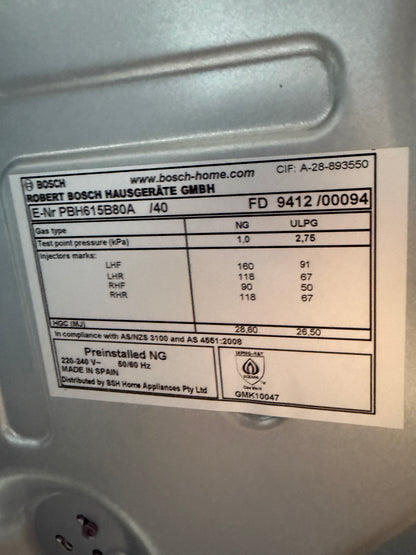 BOSCH www.bosch-home.com CIF: A-28-893550
ROBERT BOSCH HAUSGERÄTE GMBH
E-Nr PBH615B80A /40 FD 9412 /00094
Gas type NG ULPG
Test point pressure (kPa) 1,0 2,75
Injectors marks:
LHF 160 91
LHR 118 67
RHF 90 50
RHR 118 67
HGC (MJ) 28,60 26,50
In compliance with AS/NZS 3100 and AS 4551:2008
Preinstalled NG
220-240 V~ 50/60 Hz
MADE IN SPAIN
Distributed by BSH Home Appliances Pty Ltd
GMK10047